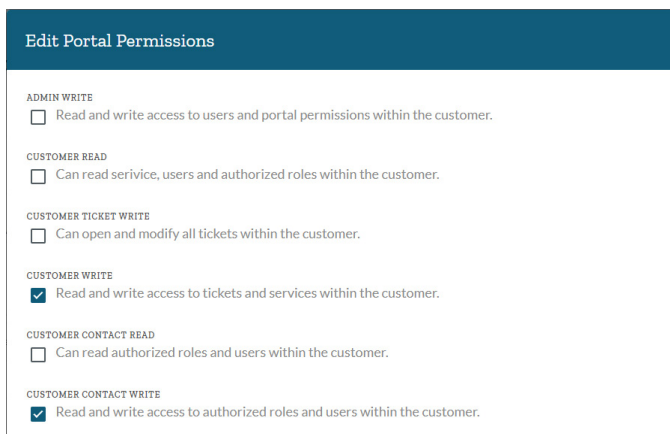 Edit Portal Permissions
ADMIN WRITE
Read and write access to users and portal permissions within the customer.
CUSTOMER READ
Can read serivice, users and authorized roles within the customer.
CUSTOMER TICKET WRITE
Can open and modify all tickets within the customer.
CUSTOMER WRITE
Read and write access to tickets and services within the customer.
CUSTOMER CONTACT READ
Can read authorized roles and users within the customer.
CUSTOMER CONTACT WRITE
Read and write access to authorized roles and users within the customer.